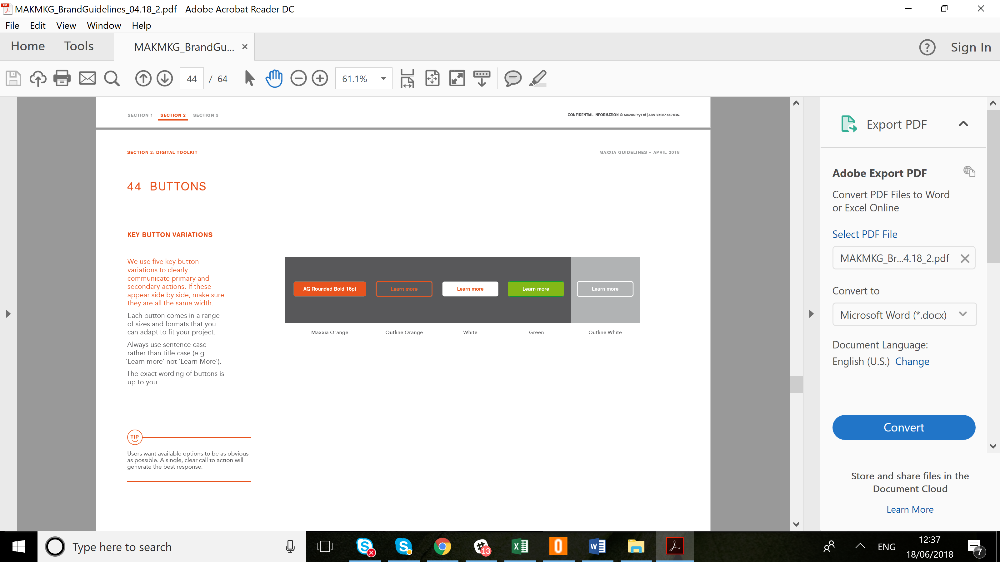 MAKMKG_BrandGuidelines_04.18_2.pdf - Adobe Acrobat Reader DC
File Edit View Window Help
Home Tools MAKMKG_BrandGu... Sign In
44 / 64 61.1%
SECTION 1 SECTION 2 SECTION 3
CONFIDENTIAL INFORMATION © Maxxia Pty Ltd | ABN 39 082 449 036.
SECTION 2: DIGITAL TOOLKIT
MAXXIA GUIDELINES – APRIL 2018
44 BUTTONS
KEY BUTTON VARIATIONS
We use five key button
variations to clearly
communicate primary and
secondary actions. If these
appear side by side, make sure
they are all the same width.
Each button comes in a range
of sizes and formats that you
can adapt to fit your project.
Always use sentence case
rather than title case (e.g.
‘Learn more’ not ‘Learn More’).
The exact wording of buttons is
up to you.
AG Rounded Bold 16pt Learn more Learn more Learn more Learn more
Maxxia Orange Outline Orange White Green Outline White
TIP
Users want available options to be as obvious
as possible. A single, clear call to action will
generate the best response.
Export PDF
Adobe Export PDF
Convert PDF Files to Word
or Excel Online
Select PDF File
MAKMKG_Br...4.18_2.pdf
Convert to
Microsoft Word (*.docx)
Document Language:
English (U.S.) Change
Convert
Store and share files in the
Document Cloud
Learn More
Type here to search
13
ENG
12:37
18/06/2018
7